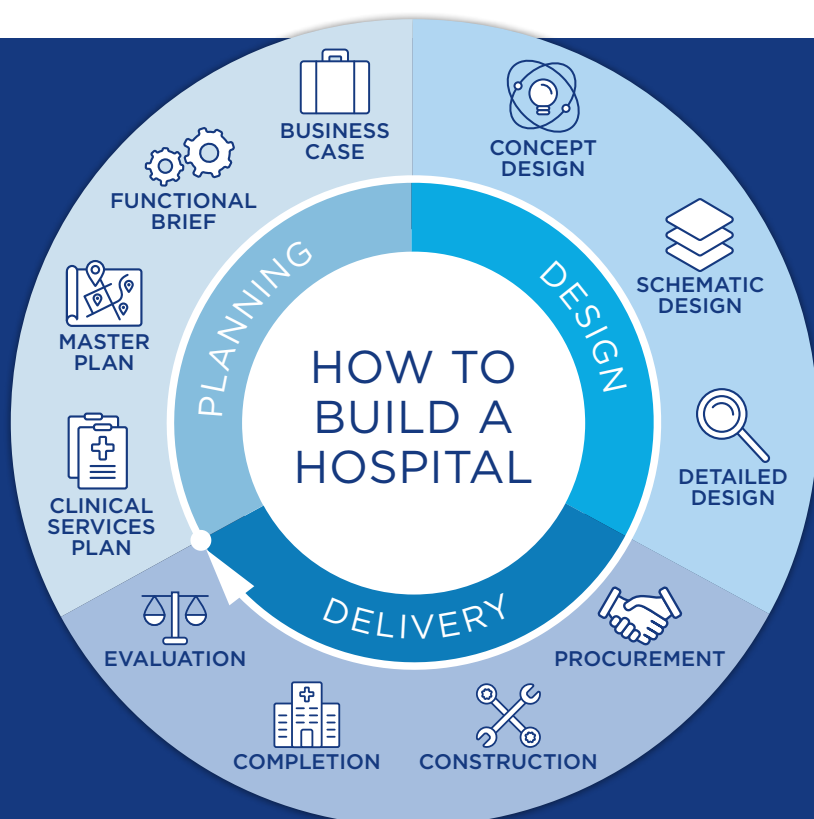 HOW TO
BUILD A
HOSPITAL
PLANNING
CLINICAL
SERVICES
PLAN
MASTER
PLAN
FUNCTIONAL
BRIEF
BUSINESS
CASE
DESIGN
CONCEPT
DESIGN
SCHEMATIC
DESIGN
DETAILED
DESIGN
DELIVERY
PROCUREMENT
CONSTRUCTION
COMPLETION
EVALUATION